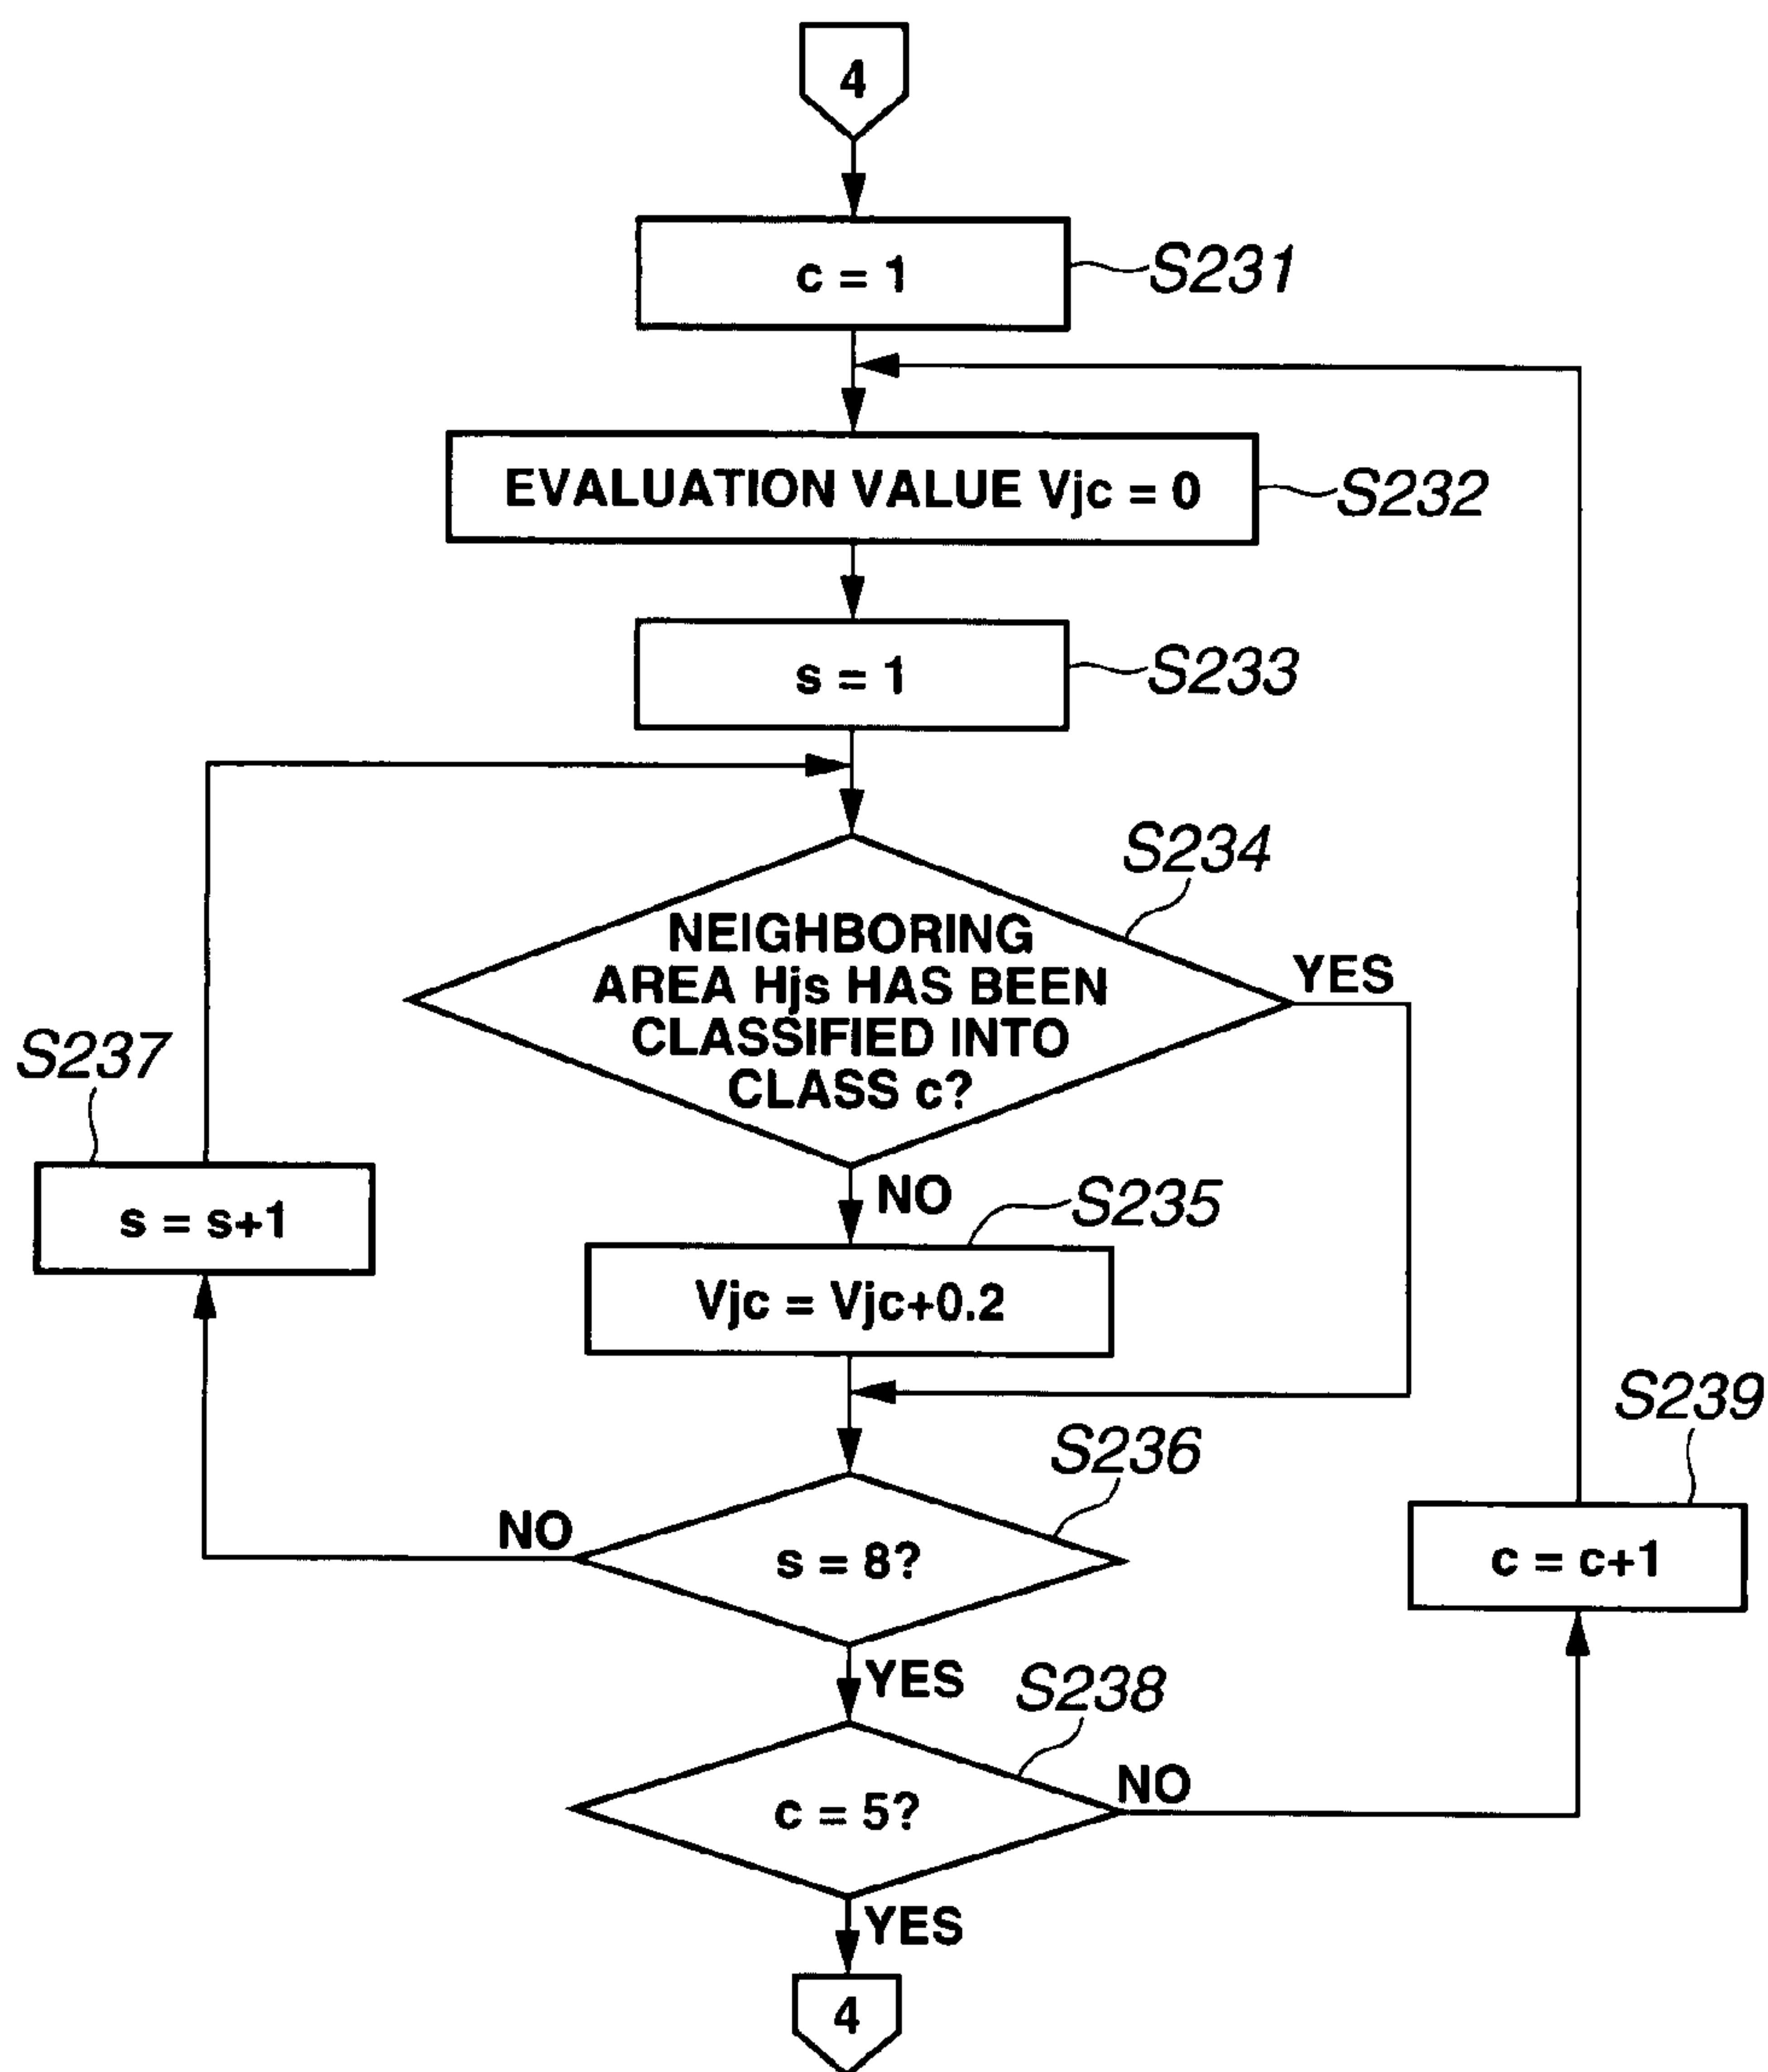 4
c = 1
S231
EVALUATION VALUE Vjc = 0
S232
s = 1
S233
S234
NEIGHBORING
AREA Hjs HAS BEEN
CLASSIFIED INTO
CLASS c?
YES
S237
s = s+1
NO
S235
Vjc = Vjc+0.2
S239
S236
NO
s = 8?
c = c+1
YES
S238
c = 5?
NO
YES
4